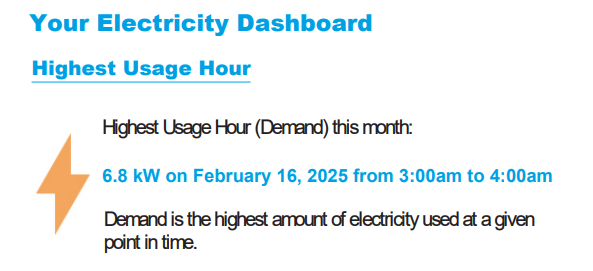 Your Electricity Dashboard
Highest Usage Hour
Highest Usage Hour (Demand) this month:
6.8 kW on February 16, 2025 from 3:00am to 4:00am
Demand is the highest amount of electricity used at a given
point in time.